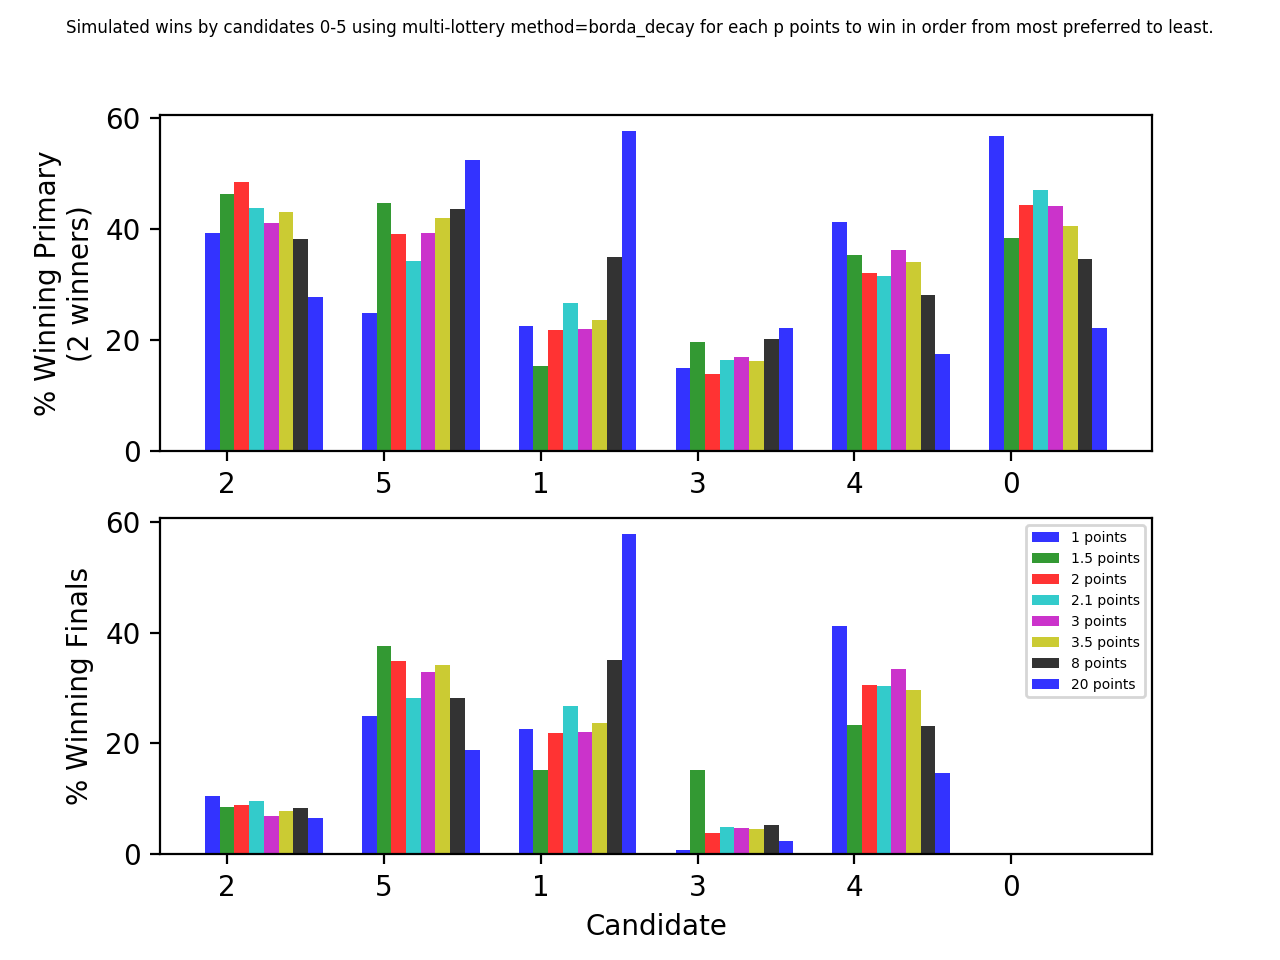 Simulated wins by candidates 0-5 using multi-lottery method=borda_decay for each p points to win in order from most preferred to least.
% Winning Primary
(2 winners)
60
40
20
0
2 5 1 3 4 0
% Winning Finals
60
40
20
0
1 points
1.5 points
2 points
2.1 points
3 points
3.5 points
8 points
20 points
2 5 1 3 4 0
Candidate